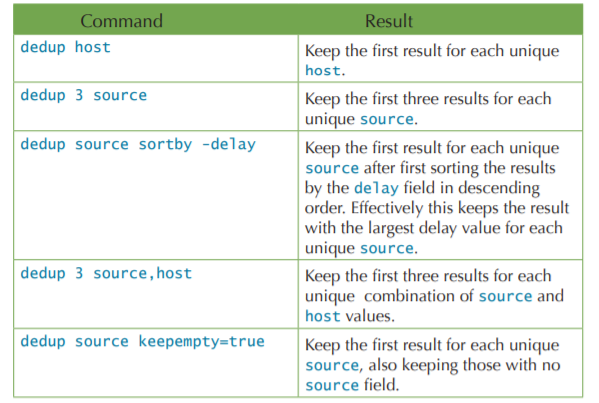 Command Result
dedup host
Keep the first result for each unique
host.
dedup 3 source
Keep the first three results for each
unique source.
dedup source sortby -delay
Keep the first result for each unique
source after first sorting the results
by the delay field in descending
order. Effectively this keeps the result
with the largest delay value for each
unique source.
dedup 3 source,host
Keep the first three results for each
unique combination of source and
host values.
dedup source keepempty=true
Keep the first result for each unique
source, also keeping those with no
source field.